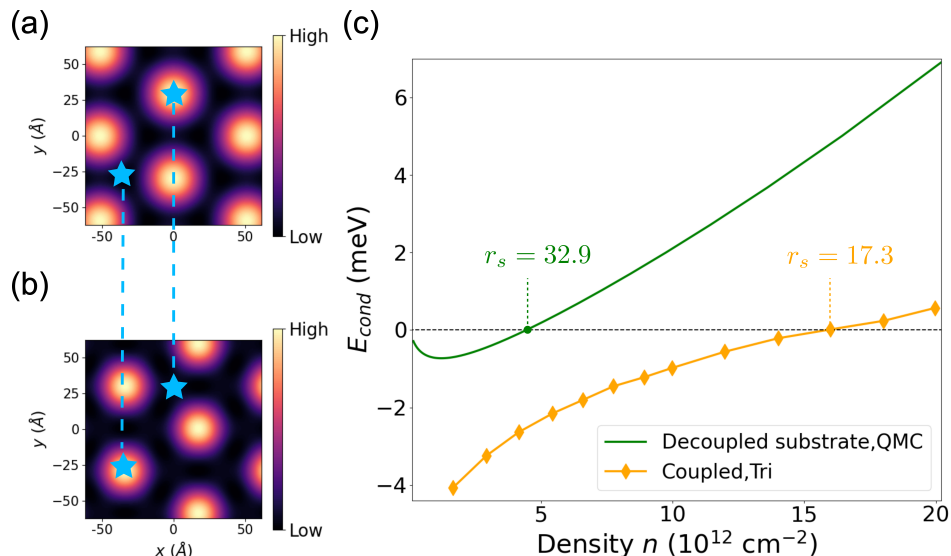 (a)
High
50
25
0
-25
-50
y (Å)
-50
0
50
Low
(b)
High
50
25
0
-25
-50
y (Å)
-50
0
50
x (Å)
Low
(c)
6
4
2
0
−2
−4
E_cond (meV)
r_s = 32.9
r_s = 17.3
Decoupled substrate,QMC
Coupled,Tri
5
10
15
20
Density n (10¹² cm⁻²)